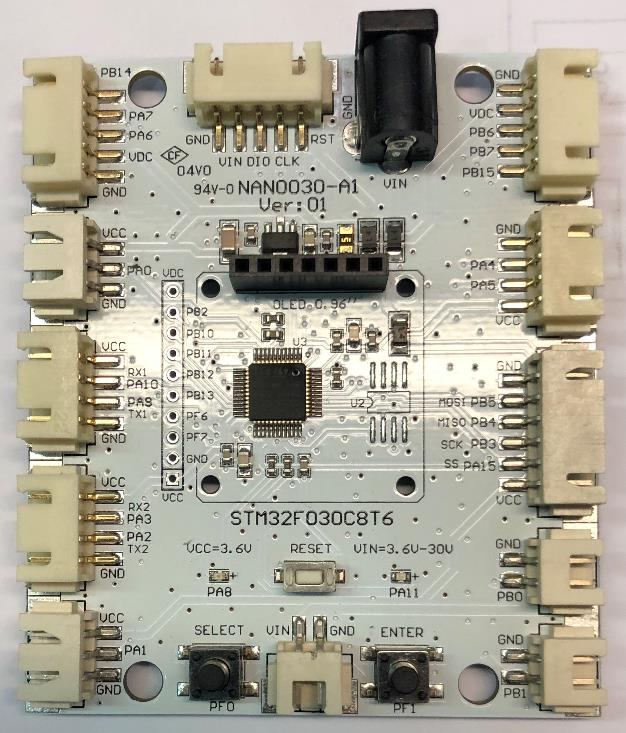 PB14
PA7
PA6
VDC
GND
CF
04V0
94V-0
GND
VIN DIO CLK
RST
GND
VIN
NANO030-A1
Ver:01
GND
VDC
PB6
PB7
PB15
VCC
PA0
GND
GND
PA4
PA5
VCC
OLED 0.96"
VDC
PB2
PB10
PB11
PB12
PB13
PF6
PF7
GND
VCC
U3
U2
VCC
RX1
PA10
PA9
TX1
GND
GND
MOSI PB5
MISO PB4
SCK PB3
SS PA15
VCC
VCC
RX2
PA3
PA2
TX2
GND
STM32F030C8T6
VCC=3.6V
RESET
VIN=3.6V-30V
PA8
PA11
GND
PB0
VCC
PA1
GND
SELECT
VIN
GND
ENTER
PF0
PF1
GND
PB1